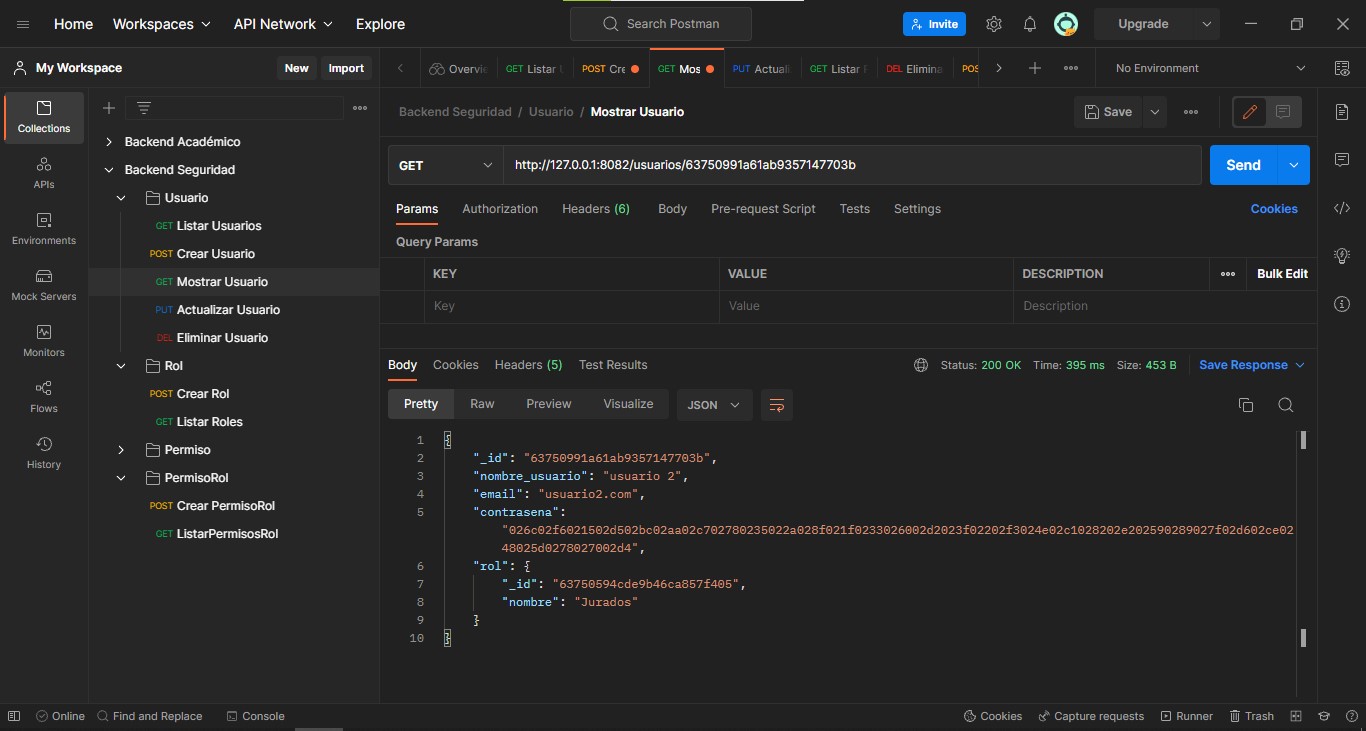 Home Workspaces API Network Explore Search Postman Invite Upgrade
My Workspace New Import Overvie GET Listar POST Cre GET Mos PUT Actuali GET Listar DEL Elimina POS No Environment
Collections
APIs
Environments
Mock Servers
Monitors
Flows
History
Backend Académico
Backend Seguridad
Usuario
GET Listar Usuarios
POST Crear Usuario
GET Mostrar Usuario
PUT Actualizar Usuario
DEL Eliminar Usuario
Rol
POST Crear Rol
GET Listar Roles
Permiso
PermisoRol
POST Crear PermisoRol
GET ListarPermisosRol
Backend Seguridad / Usuario / Mostrar Usuario Save
GET http://127.0.0.1:8082/usuarios/63750991a61ab9357147703b Send
Params Authorization Headers (6) Body Pre-request Script Tests Settings Cookies
Query Params
KEY VALUE DESCRIPTION Bulk Edit
Key Value Description
Body Cookies Headers (5) Test Results Status: 200 OK Time: 395 ms Size: 453 B Save Response
Pretty Raw Preview Visualize JSON
1 {
2 "_id": "63750991a61ab9357147703b",
3 "nombre_usuario": "usuario 2",
4 "email": "usuario2.com",
5 "contrasena":
"026c02f6021502d502bc02aa02c702780235022a028f021f0233026002d2023f02202f3024e02c1028202e202590289027f02d602ce02
48025d0278027002d4",
6 "rol": {
7 "_id": "63750594cde9b46ca857f405",
8 "nombre": "Jurados"
9 }
10 }
Online Find and Replace Console Cookies Capture requests Runner Trash